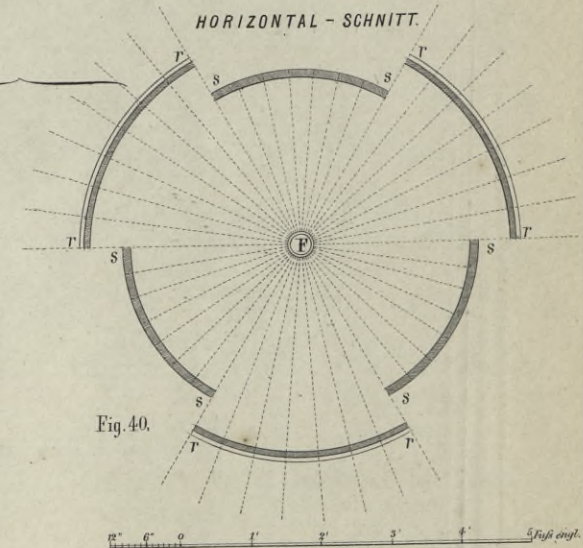 HORIZONTAL – SCHNITT.
r r
s s
F
r r
s s
s s
Fig. 40.
r r
12" 6" 0 1' 2' 3' 4' 5 Fuß engl.